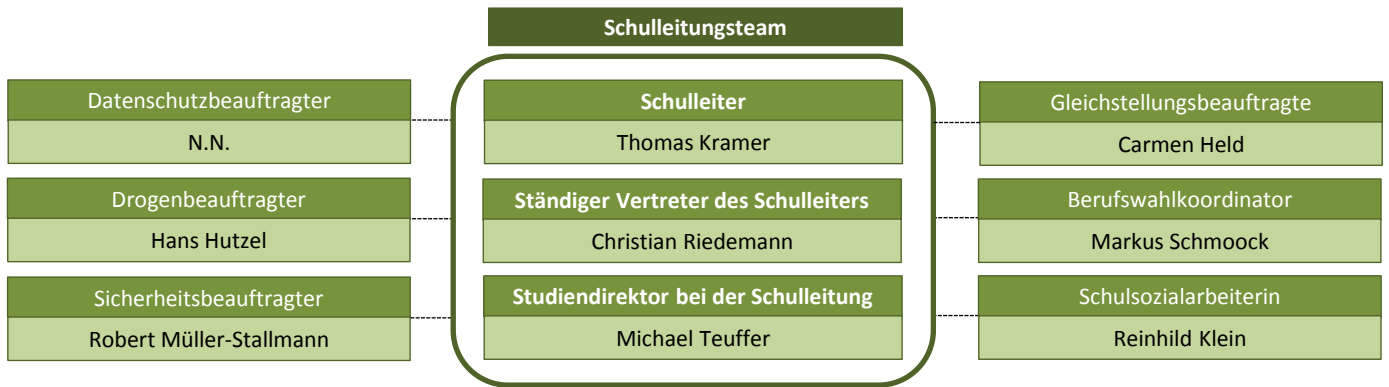 Schulleitungsteam
Datenschutzbeauftragter
N.N.
Schulleiter
Thomas Kramer
Gleichstellungsbeauftragte
Carmen Held
Drogenbeauftragter
Hans Hutzel
Ständiger Vertreter des Schulleiters
Christian Riedemann
Berufswahlkoordinator
Markus Schmoock
Sicherheitsbeauftragter
Robert Müller-Stallmann
Studiendirektor bei der Schulleitung
Michael Teuffer
Schulsozialarbeiterin
Reinhild Klein